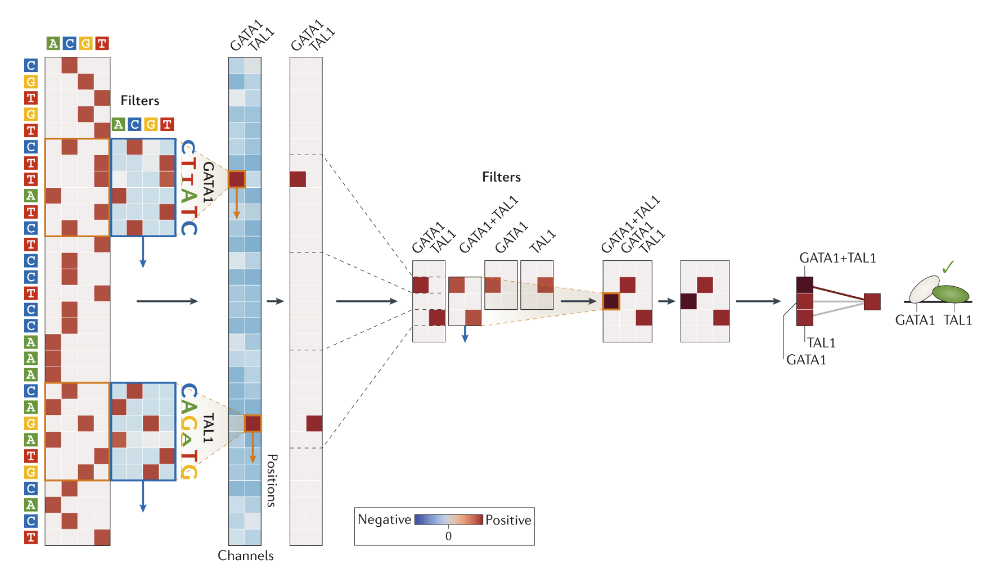 A C G T
C
G
T
G
T
C
T
T
A
T
C
T
C
C
T
C
C
A
A
A
C
A
G
A
T
G
C
A
C
T
Filters
A C G T
CTTATC
GATA1
CAGATG
TAL1
GATA1
TAL1
Positions
Channels
GATA1
TAL1
GATA1
TAL1
Filters
GATA1+TAL1
GATA1
TAL1
GATA1+TAL1
GATA1
TAL1
GATA1+TAL1
TAL1
GATA1
✓
GATA1 TAL1
Negative Positive
0